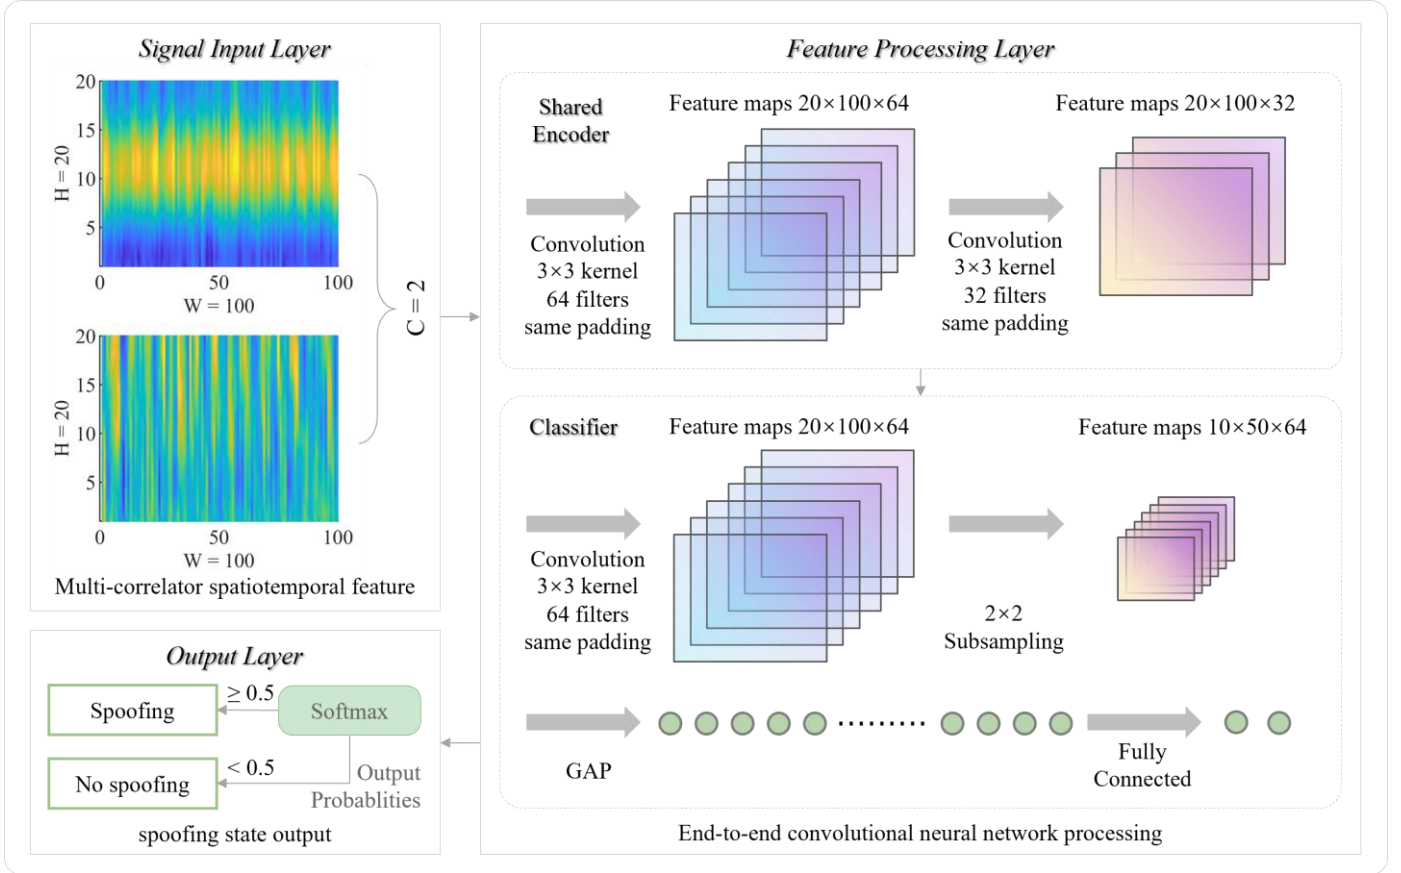 Signal Input Layer
20
15
10
5
H = 20
0
50
100
W = 100
20
15
10
5
H = 20
0
50
100
W = 100
C = 2
Multi-correlator spatiotemporal feature
Feature Processing Layer
Shared
Encoder
Feature maps 20×100×64
Feature maps 20×100×32
Convolution
3×3 kernel
64 filters
same padding
Convolution
3×3 kernel
32 filters
same padding
Classifier
Feature maps 20×100×64
Feature maps 10×50×64
Convolution
3×3 kernel
64 filters
same padding
2×2
Subsampling
GAP
Fully
Connected
End-to-end convolutional neural network processing
Output Layer
Spoofing
≥ 0.5
Softmax
No spoofing
< 0.5
Output
Probablities
spoofing state output